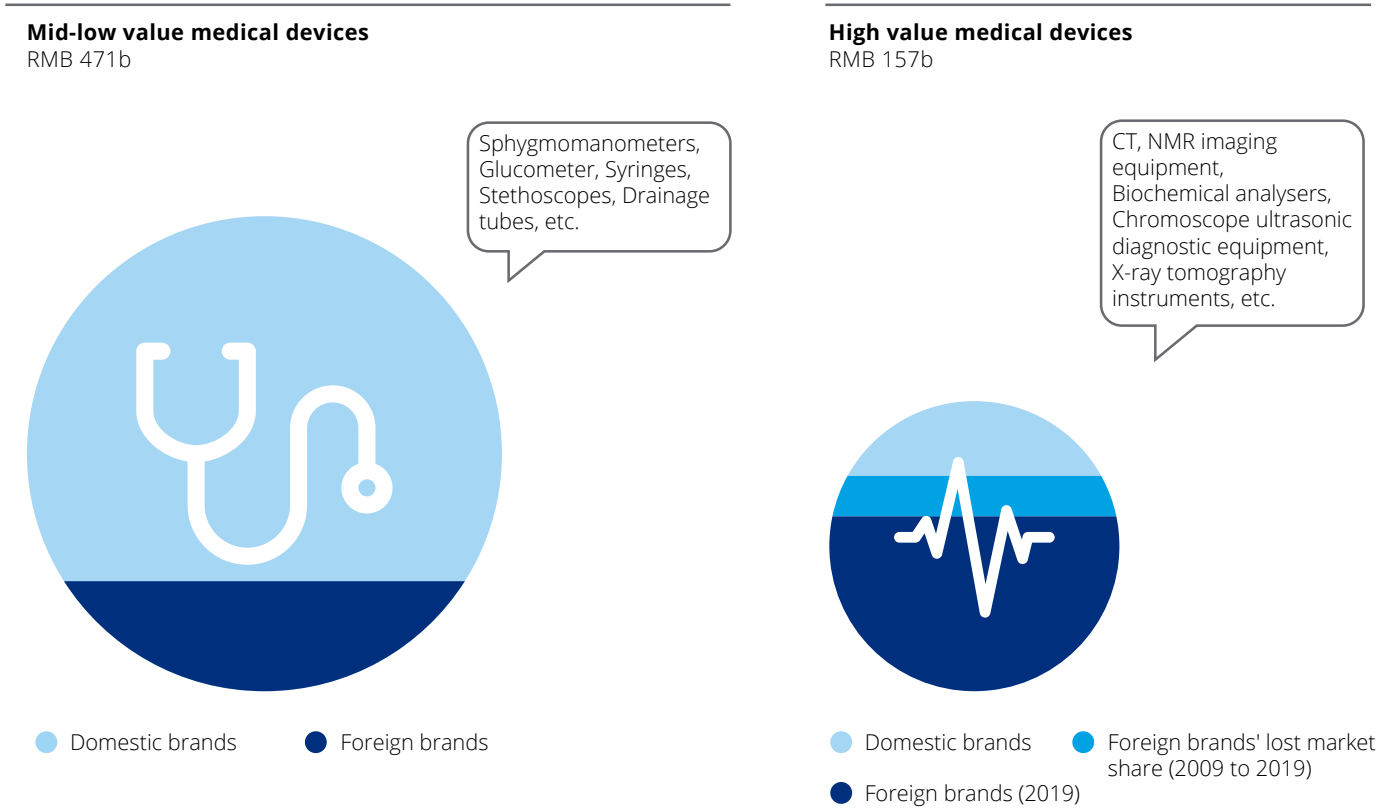 Mid-low value medical devices
RMB 471b
Sphygmomanometers,
Glucometer, Syringes,
Stethoscopes, Drainage
tubes, etc.
Domestic brands
Foreign brands
High value medical devices
RMB 157b
CT, NMR imaging
equipment,
Biochemical analysers,
Chromoscope ultrasonic
diagnostic equipment,
X-ray tomography
instruments, etc.
Domestic brands
Foreign brands' lost market
share (2009 to 2019)
Foreign brands (2019)